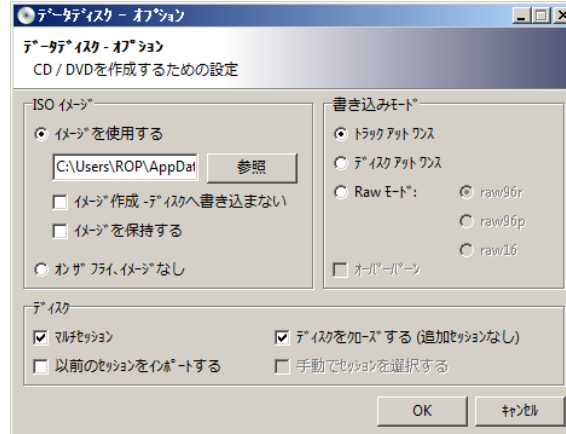 データディスク - オプション
ﾃﾞｰﾀﾃﾞｨｽｸ - ｵﾌﾟｼｮﾝ
CD / DVDを作成するための設定
ISO ｲﾒｰｼﾞ
ｲﾒｰｼﾞを使用する
C:\Users\ROP\AppDat
参照
ｲﾒｰｼﾞ作成 -ﾃﾞｨｽｸへ書き込まない
ｲﾒｰｼﾞを保持する
ｵﾝ ｻﾞ ﾌﾗｲ､ｲﾒｰｼﾞなし
書き込みﾓｰﾄﾞ
ﾄﾗｯｸ ｱｯﾄ ﾜﾝｽ
ﾃﾞｨｽｸ ｱｯﾄ ﾜﾝｽ
Raw ﾓｰﾄﾞ:
raw96r
raw96p
raw16
ｵｰﾊﾞｰﾊﾞｰﾝ
ﾃﾞｨｽｸ
ﾏﾙﾁｾｯｼｮﾝ
ﾃﾞｨｽｸをｸﾛｰｽﾞする (追加ｾｯｼｮﾝなし)
以前のｾｯｼｮﾝをｲﾝﾎﾟｰﾄする
手動でｾｯｼｮﾝを選択する
OK
ｷｬﾝｾﾙ